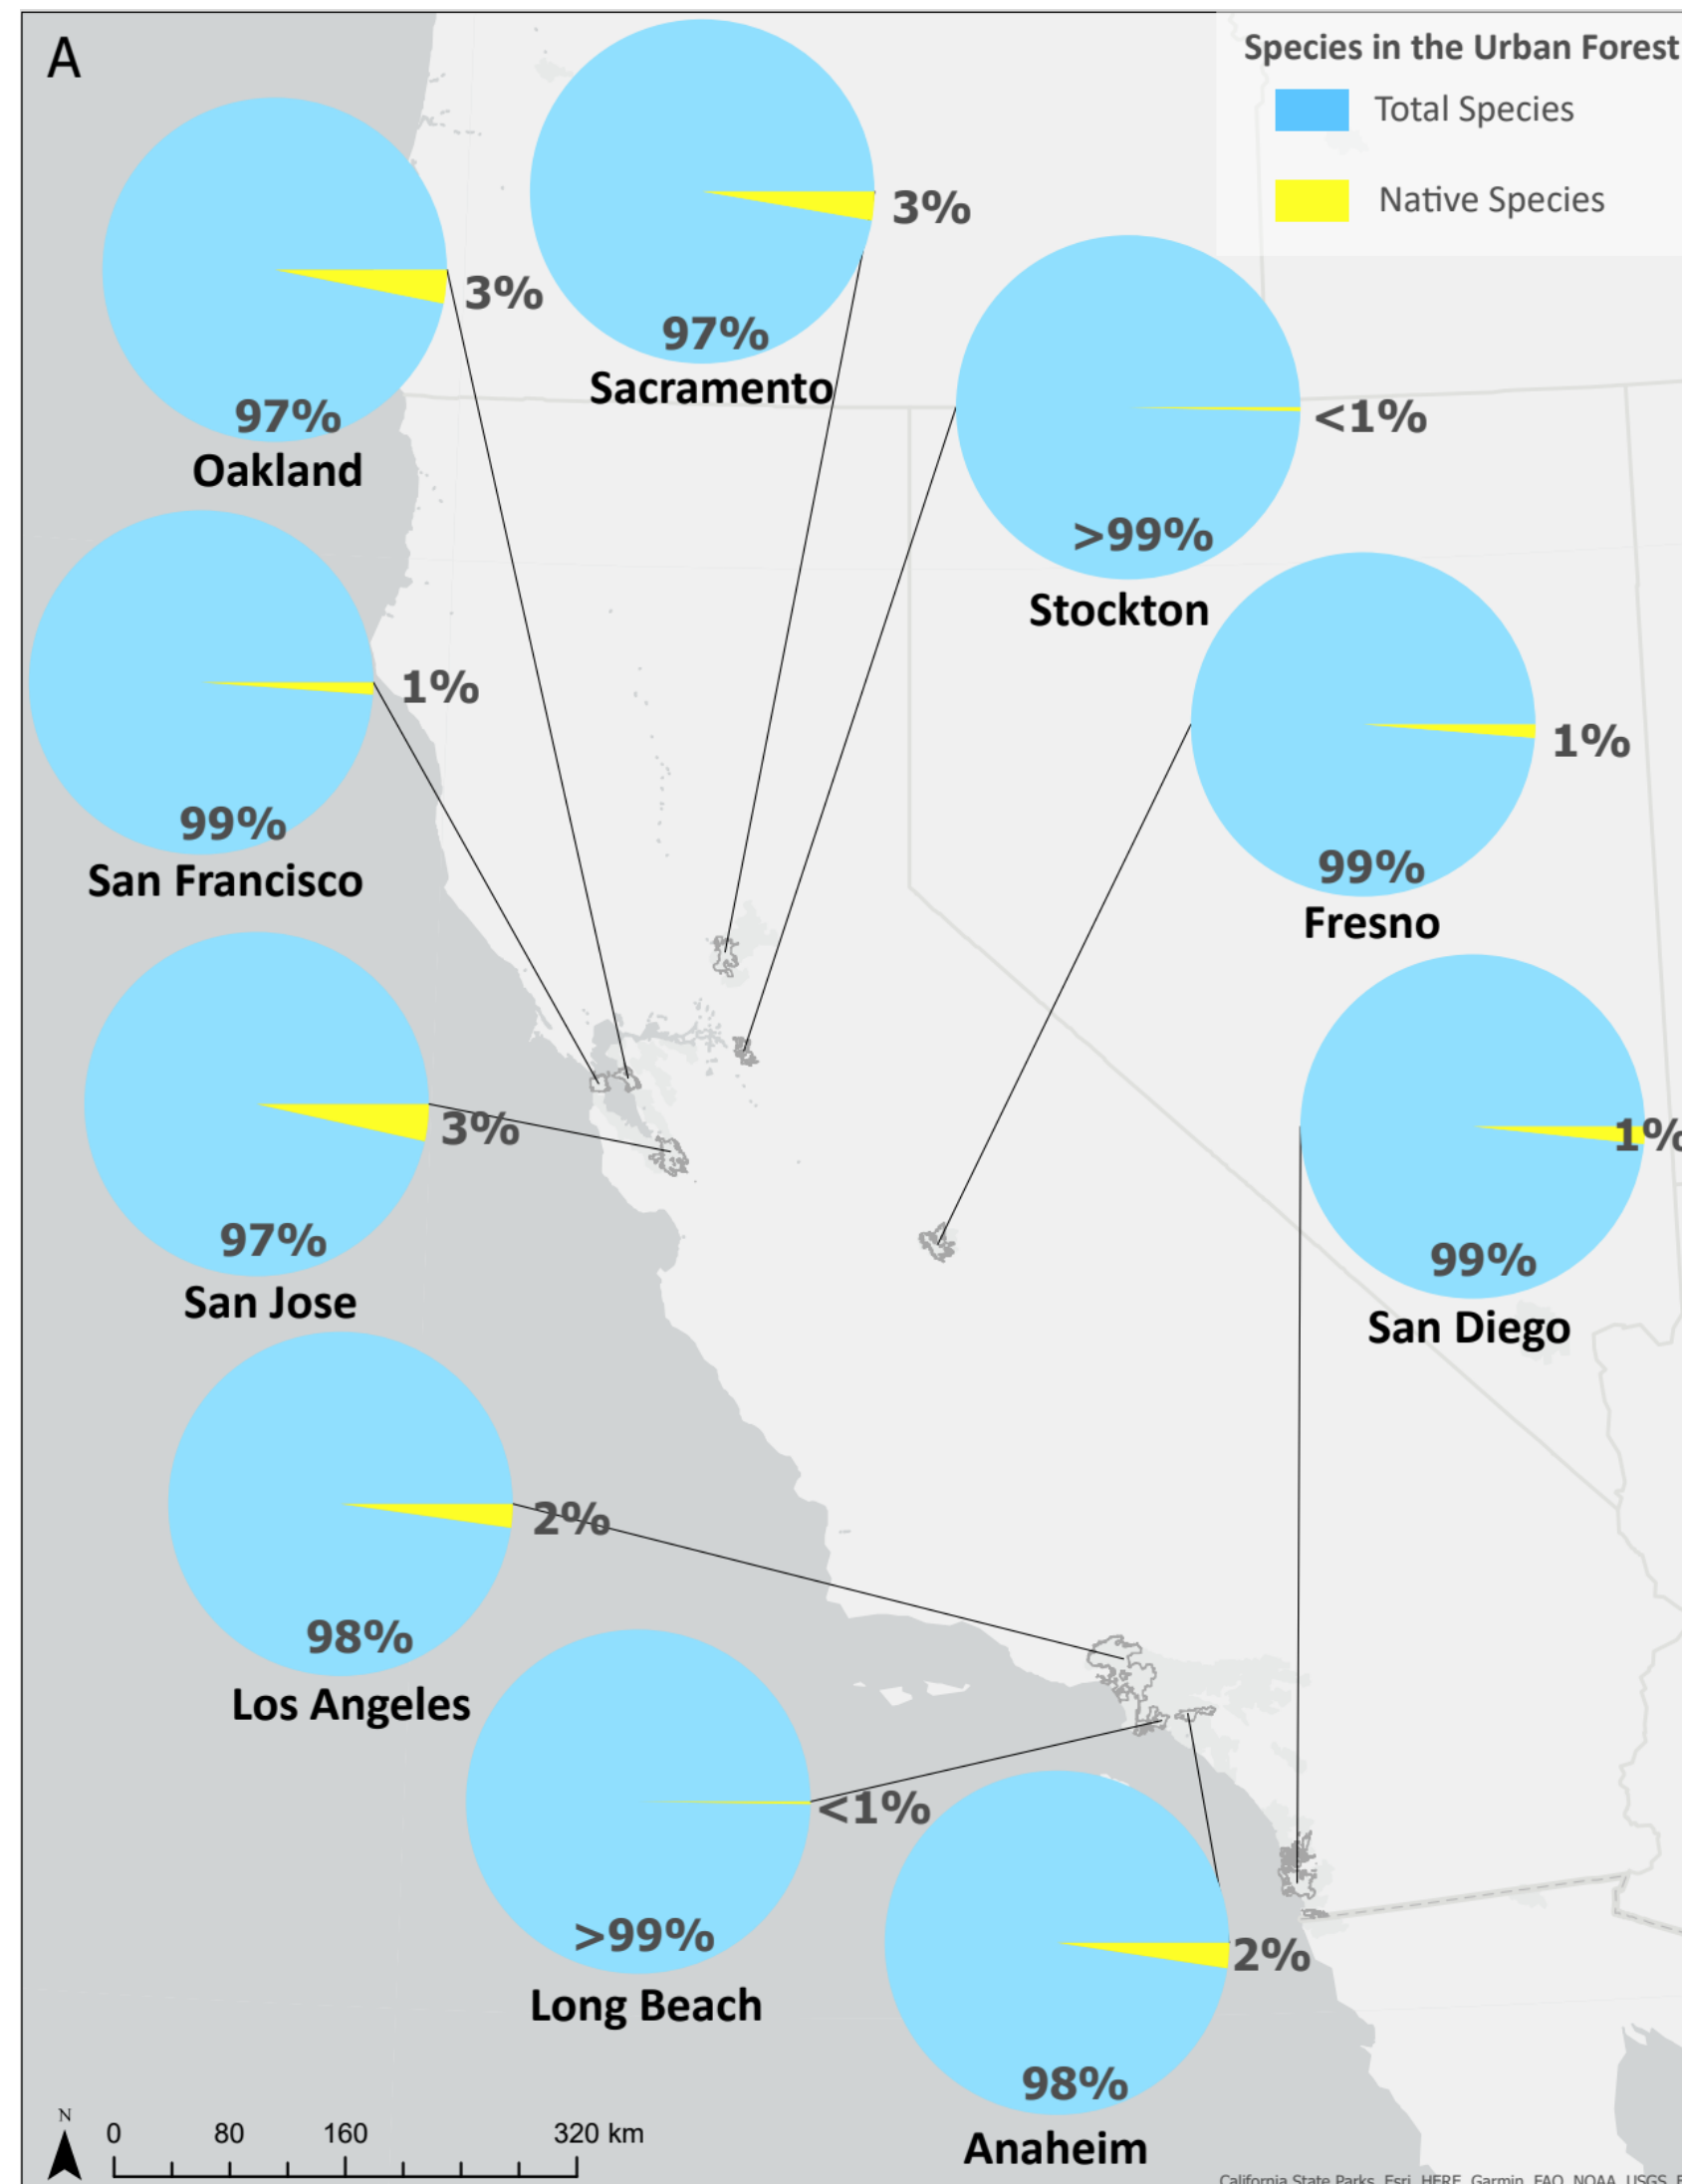 A
Species in the Urban Forest
Total Species
Native Species
3%
97%
Oakland
3%
97%
Sacramento
<1%
>99%
Stockton
1%
99%
San Francisco
1%
99%
Fresno
3%
97%
San Jose
1%
99%
San Diego
2%
98%
Los Angeles
<1%
>99%
Long Beach
2%
98%
Anaheim
N
0 80 160 320 km
California State Parks, Esri, HERE, Garmin, FAO, NOAA, USGS,